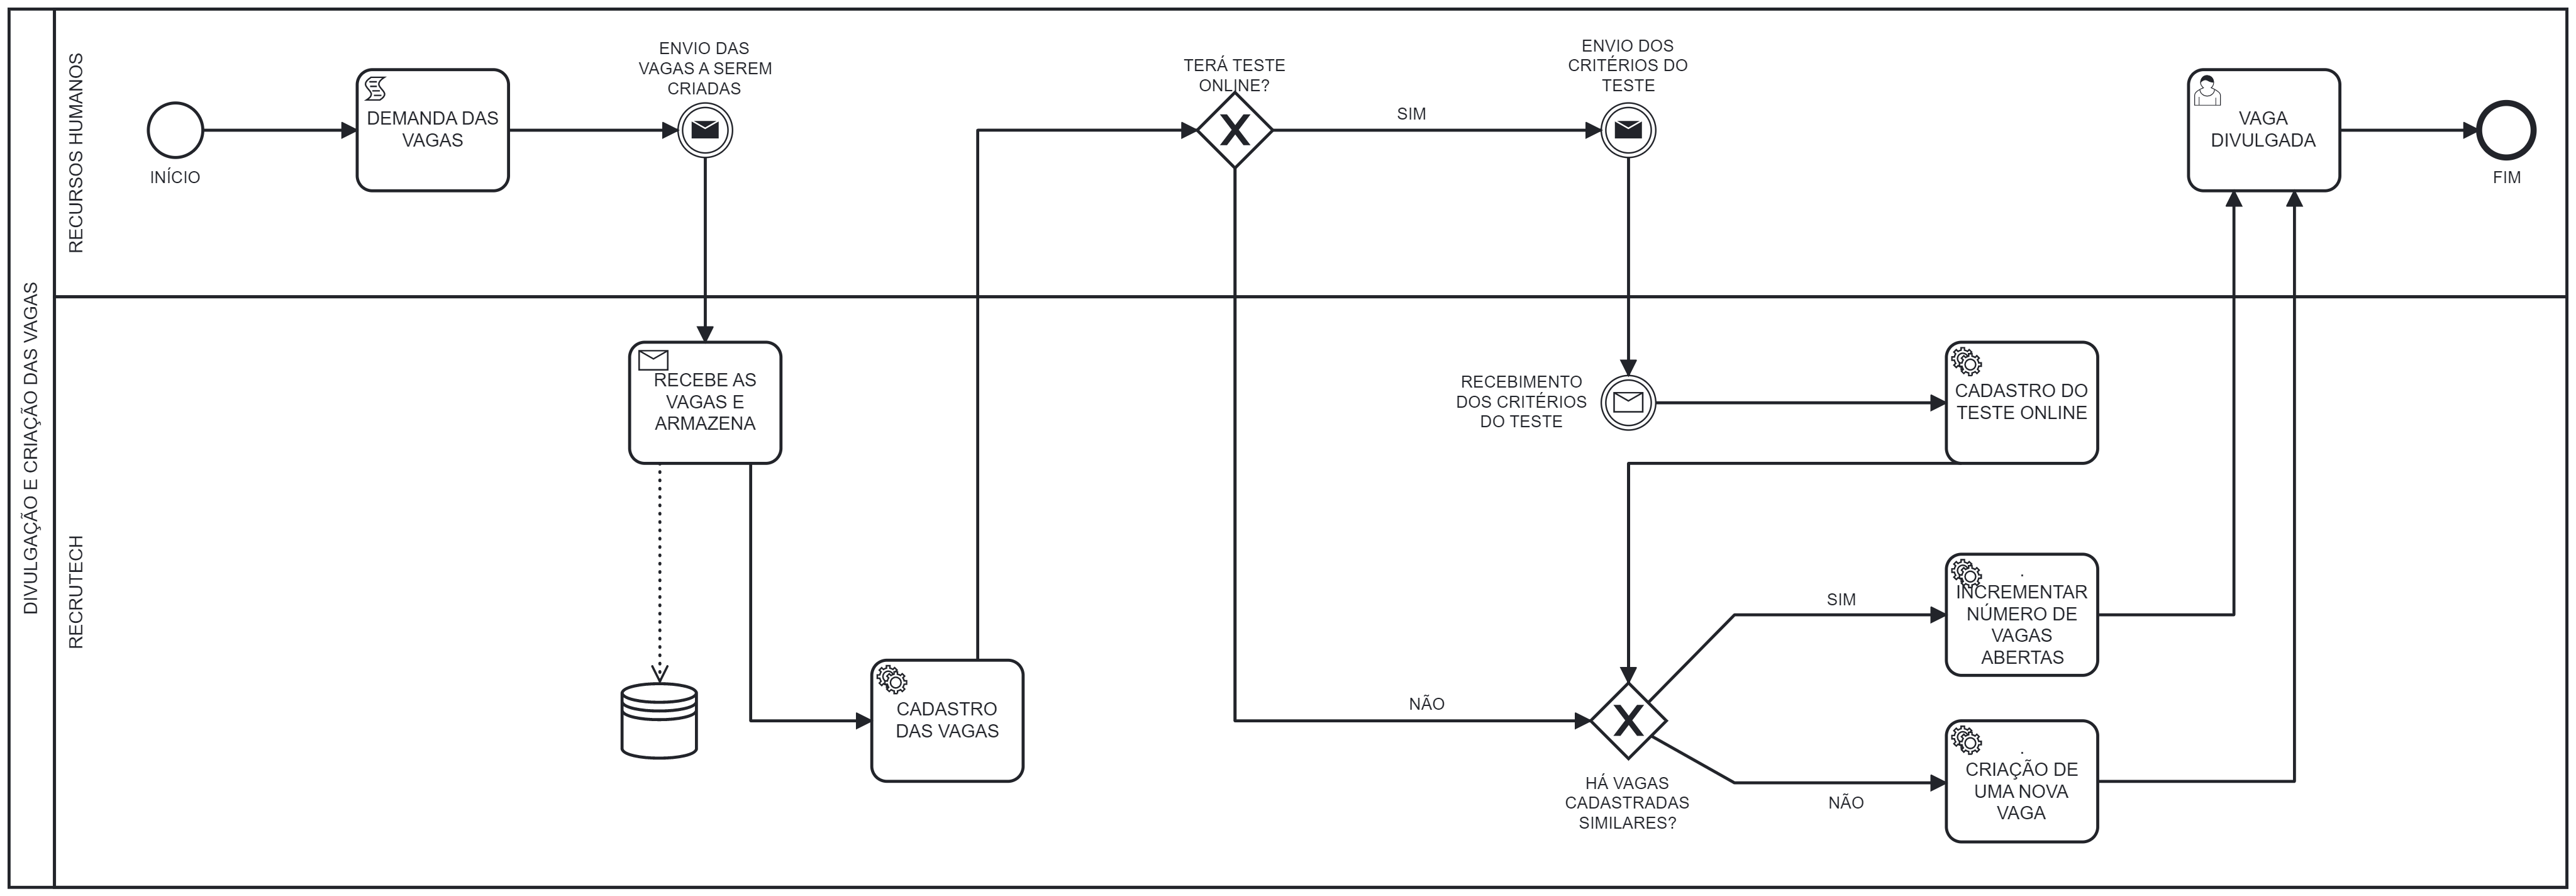 DIVULGAÇÃO E CRIAÇÃO DAS VAGAS
RECURSOS HUMANOS
INÍCIO
DEMANDA DAS
VAGAS
ENVIO DAS
VAGAS A SEREM
CRIADAS
TERÁ TESTE
ONLINE?
SIM
ENVIO DOS
CRITÉRIOS DO
TESTE
VAGA
DIVULGADA
FIM
RECRUTECH
RECEBE AS
VAGAS E
ARMAZENA
CADASTRO
DAS VAGAS
NÃO
RECEBIMENTO
DOS CRITÉRIOS
DO TESTE
CADASTRO DO
TESTE ONLINE
HÁ VAGAS
CADASTRADAS
SIMILARES?
SIM
.
INCREMENTAR
NÚMERO DE
VAGAS
ABERTAS
NÃO
.
CRIAÇÃO DE
UMA NOVA
VAGA